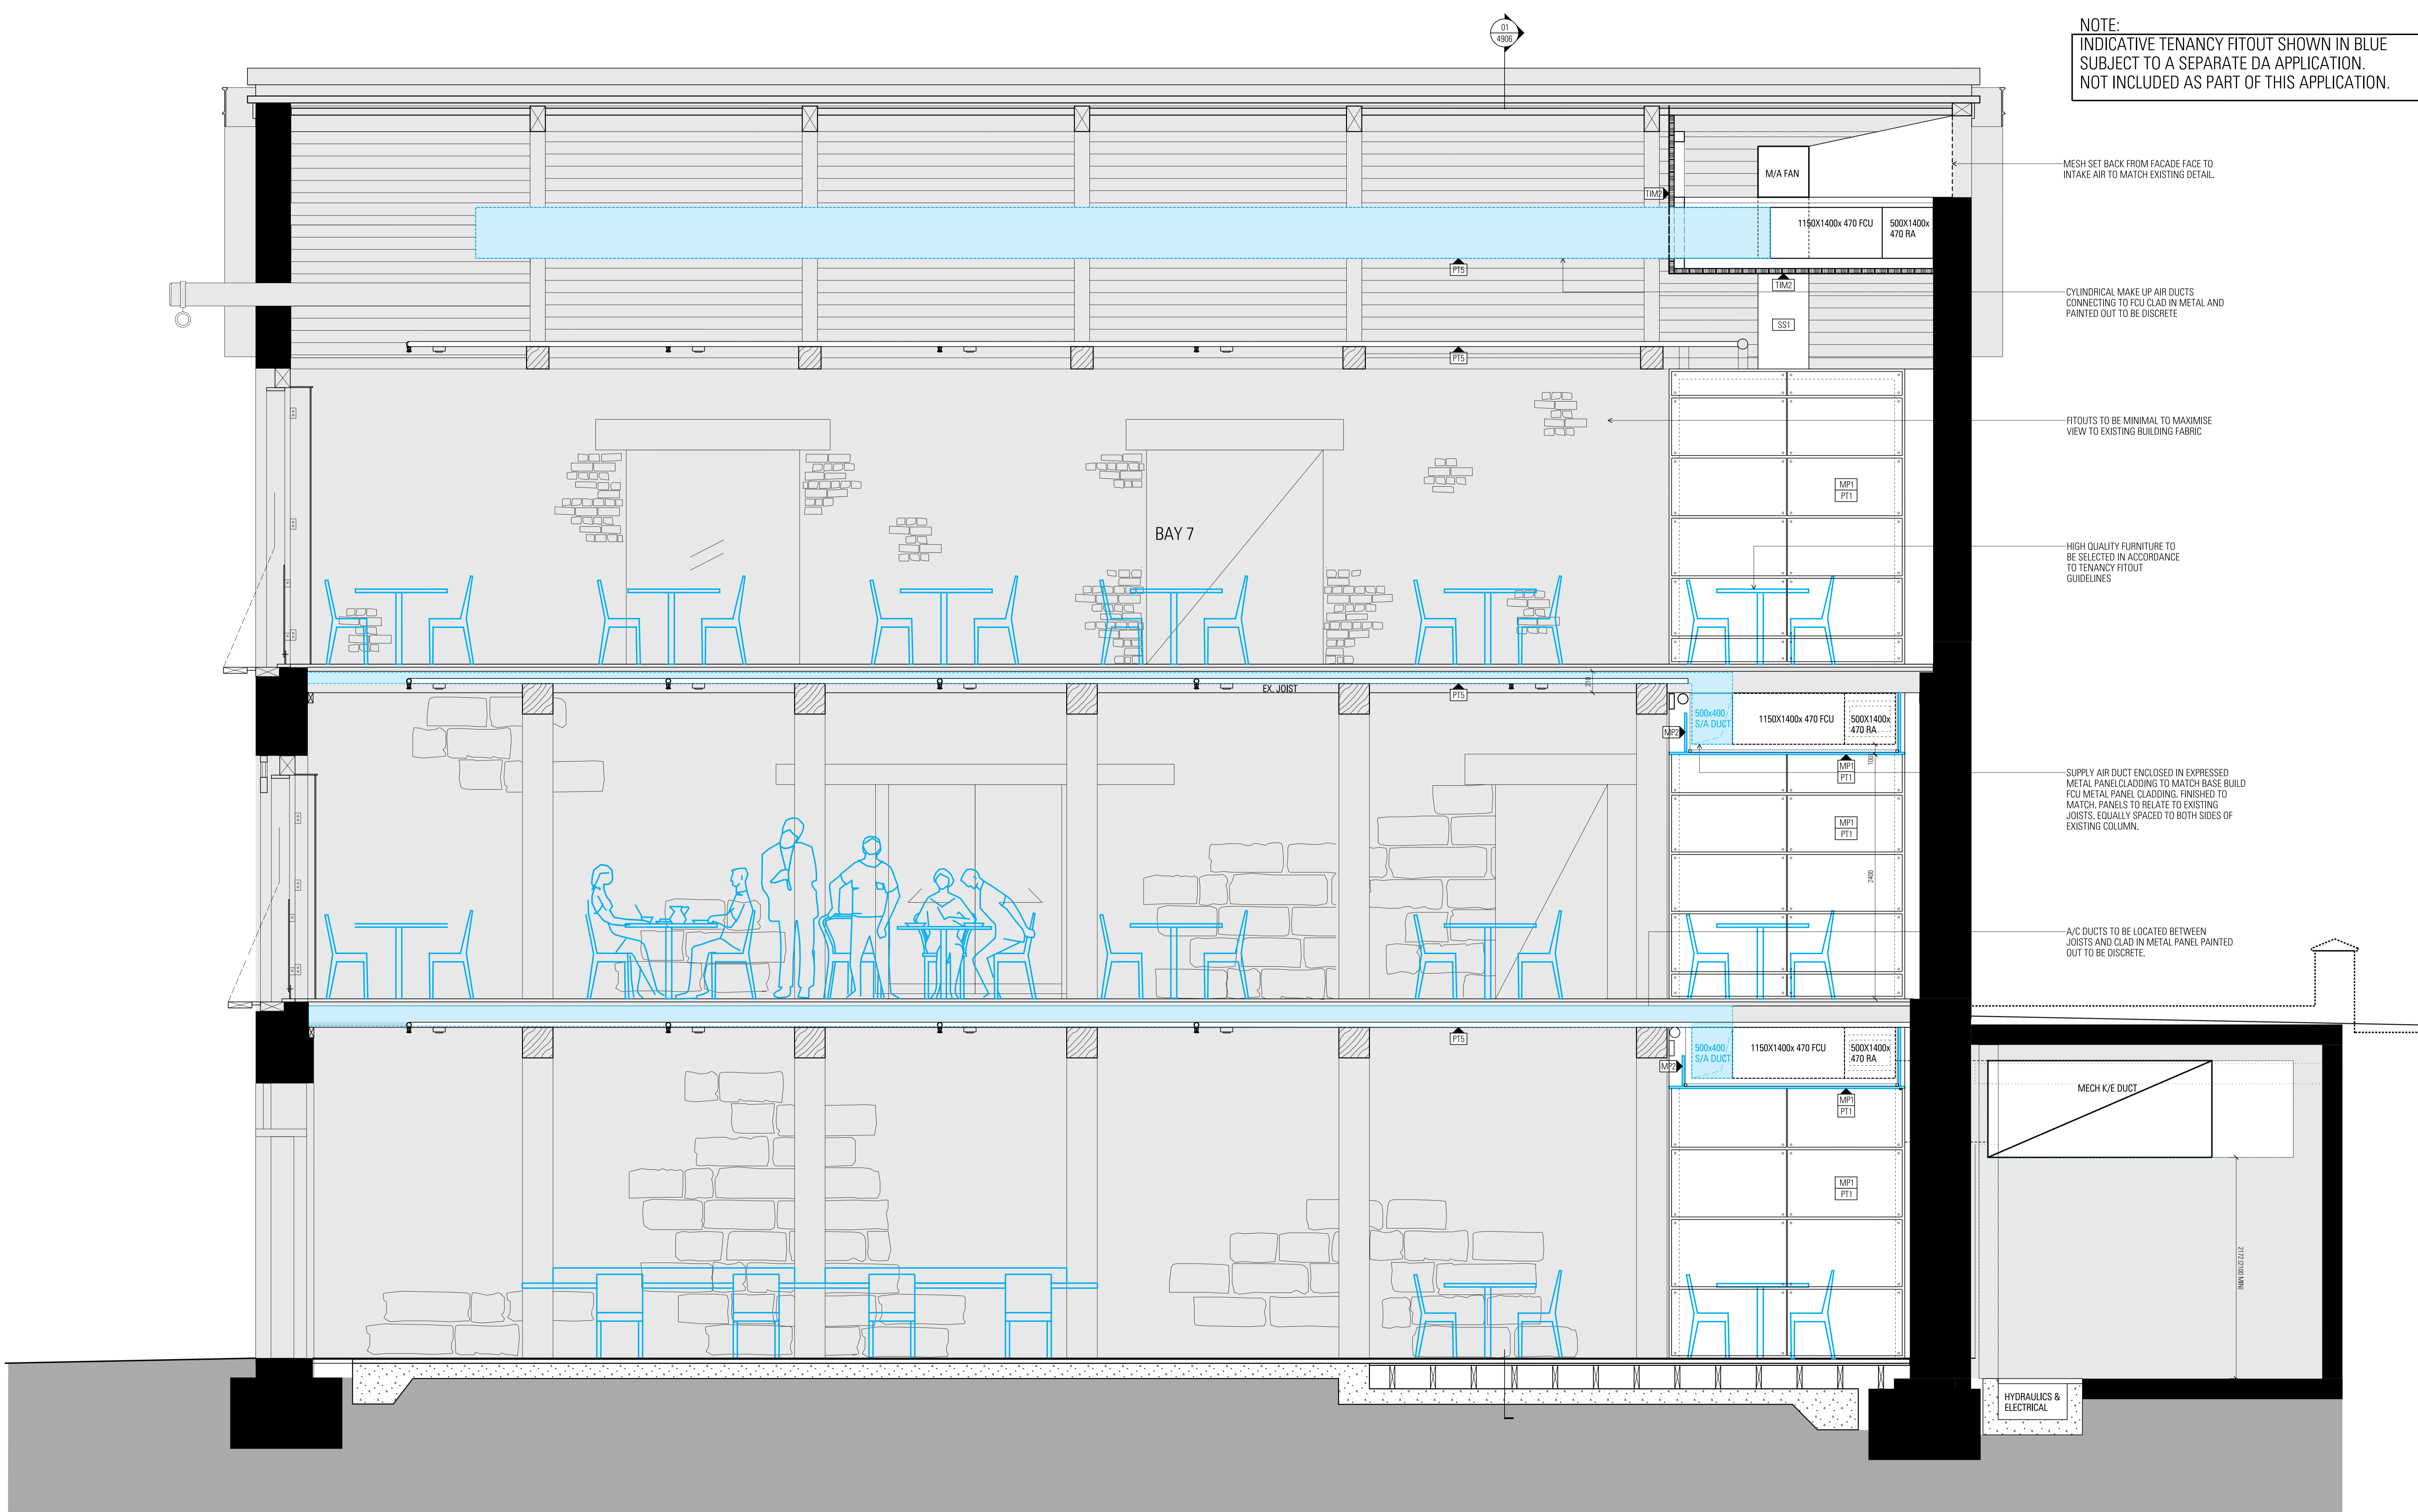 01
4906
NOTE:
INDICATIVE TENANCY FITOUT SHOWN IN BLUE
SUBJECT TO A SEPARATE DA APPLICATION.
NOT INCLUDED AS PART OF THIS APPLICATION.
MESH SET BACK FROM FACADE FACE TO
INTAKE AIR TO MATCH EXISTING DETAIL.
M/A FAN
TIM2
1150X1400x 470 FCU
500X1400x
470 RA
PT5
TIM2
CYLINDRICAL MAKE UP AIR DUCTS
CONNECTING TO FCU CLAD IN METAL AND
PAINTED OUT TO BE DISCRETE
SS1
PT5
FITOUTS TO BE MINIMAL TO MAXIMISE
VIEW TO EXISTING BUILDING FABRIC
MP1
PT1
BAY 7
HIGH QUALITY FURNITURE TO
BE SELECTED IN ACCORDANCE
TO TENANCY FITOUT
GUIDELINES
EX. JOIST
PT5
210
500x400
S/A DUCT
1150X1400x 470 FCU
500X1400x
470 RA
MP2
MP1
PT1
100
SUPPLY AIR DUCT ENCLOSED IN EXPRESSED
METAL PANELCLADDING TO MATCH BASE BUILD
FCU METAL PANEL CLADDING. FINISHED TO
MATCH. PANELS TO RELATE TO EXISTING
JOISTS. EQUALLY SPACED TO BOTH SIDES OF
EXISTING COLUMN.
MP1
PT1
2400
A/C DUCTS TO BE LOCATED BETWEEN
JOISTS AND CLAD IN METAL PANEL PAINTED
OUT TO BE DISCRETE.
PT5
500x400
S/A DUCT
1150X1400x 470 FCU
500X1400x
470 RA
MP2
MP1
PT1
MECH K/E DUCT
MP1
PT1
2172 (2100 MIN)
HYDRAULICS &
ELECTRICAL